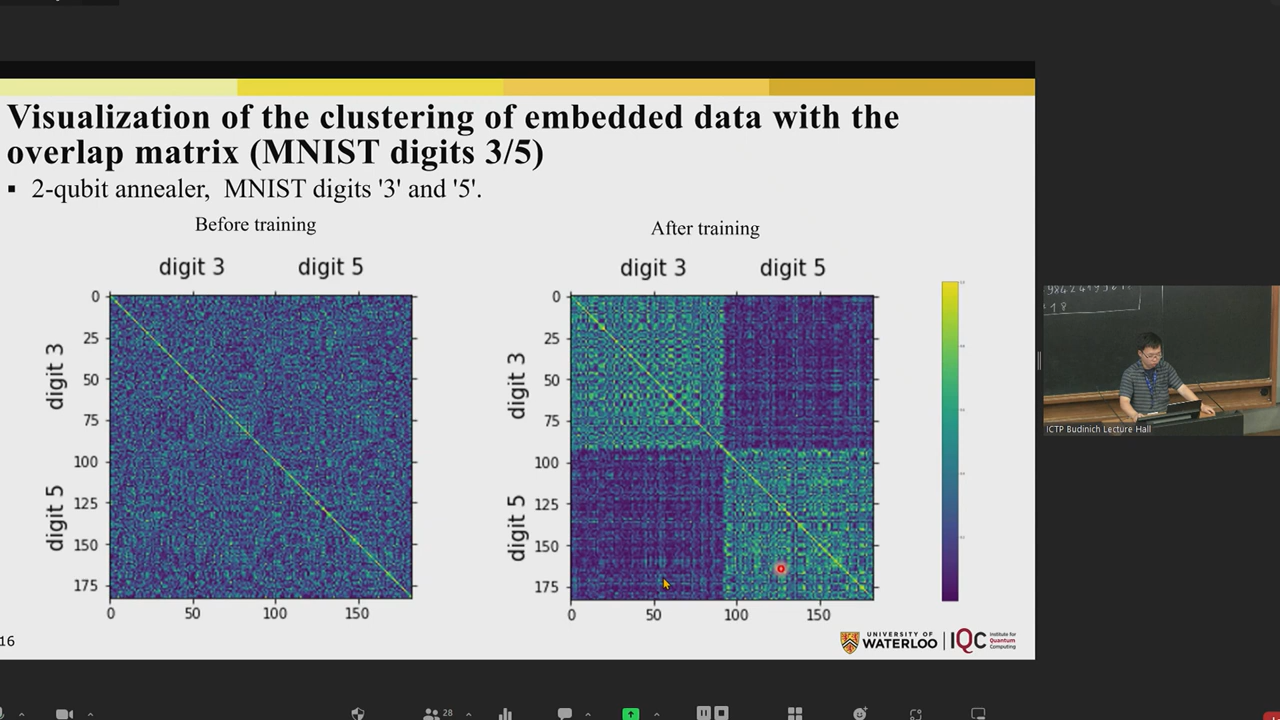 Visualization of the clustering of embedded data with the
overlap matrix (MNIST digits 3/5)
▪ 2-qubit annealer, MNIST digits '3' and '5'.
Before training
digit 3 digit 5
digit 3
digit 5
0
25
50
75
100
125
150
175
0 50 100 150
After training
digit 3 digit 5
digit 3
digit 5
0
25
50
75
100
125
150
175
0 50 100 150
16
UNIVERSITY OF
WATERLOO
IQC
Institute for
Quantum
Computing
ICTP Budinich Lecture Hall
28